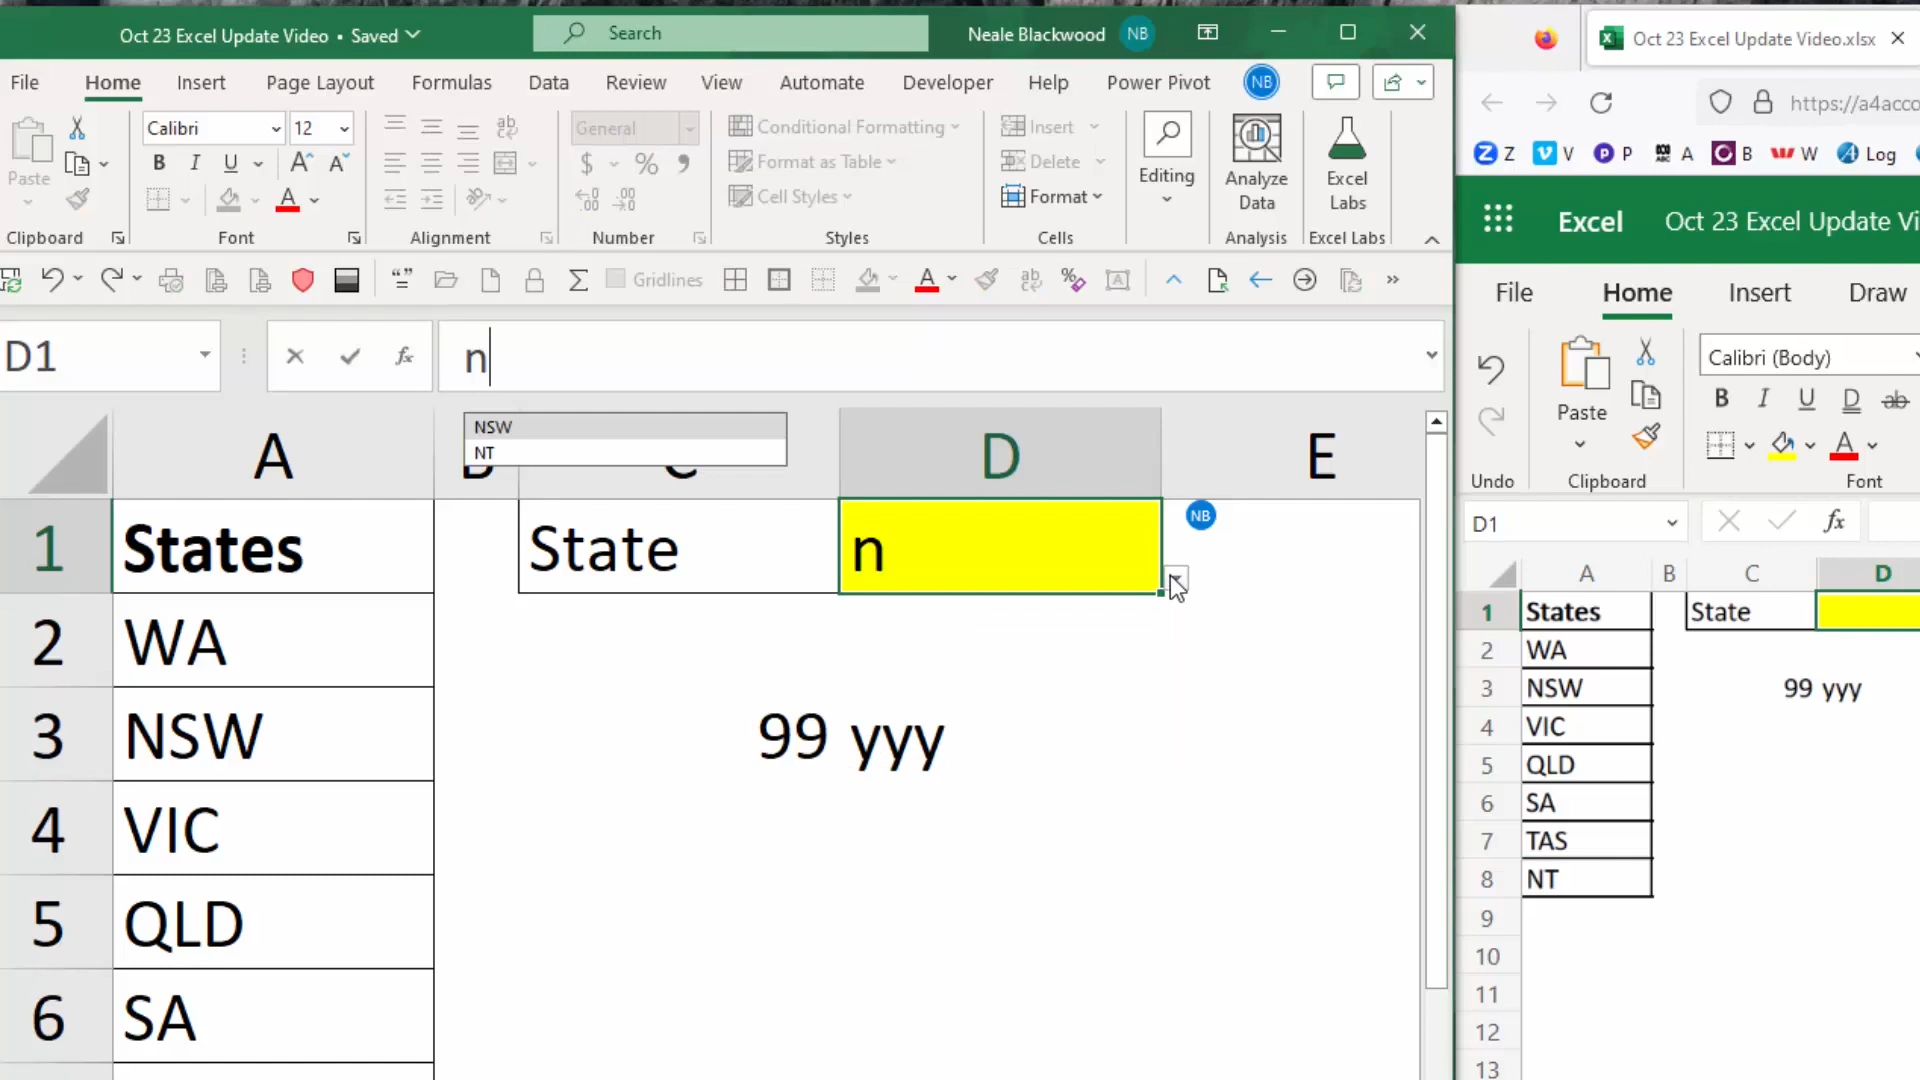 Oct 23 Excel Update Video • Saved
Search
Neale Blackwood
NB
File
Home
Insert
Page Layout
Formulas
Data
Review
View
Automate
Developer
Help
Power Pivot
NB
Paste
Clipboard
Calibri
12
B
I
U
A
A
A
Font
ab
Alignment
General
$
%
Number
Conditional Formatting
Format as Table
Cell Styles
Styles
Insert
Delete
Format
Cells
Editing
Analyze
Data
Analysis
Excel
Labs
Excel Labs
Gridlines
A
D1
fx
n
NSW
NT
A
B
C
D
E
1
States
State
n
NB
2
WA
3
NSW
99
yyy
4
VIC
5
QLD
6
SA
Oct 23 Excel Update Video.xlsx
https://a4acco
Z
V
P
A
B
W
Log
Excel
Oct 23 Excel Update Vi
File
Home
Insert
Draw
Undo
Paste
Clipboard
Calibri (Body)
B
I
U
D
ab
A
Font
D1
fx
A
B
C
D
1
States
State
2
WA
3
NSW
99
yyy
4
VIC
5
QLD
6
SA
7
TAS
8
NT
9
10
11
12
13